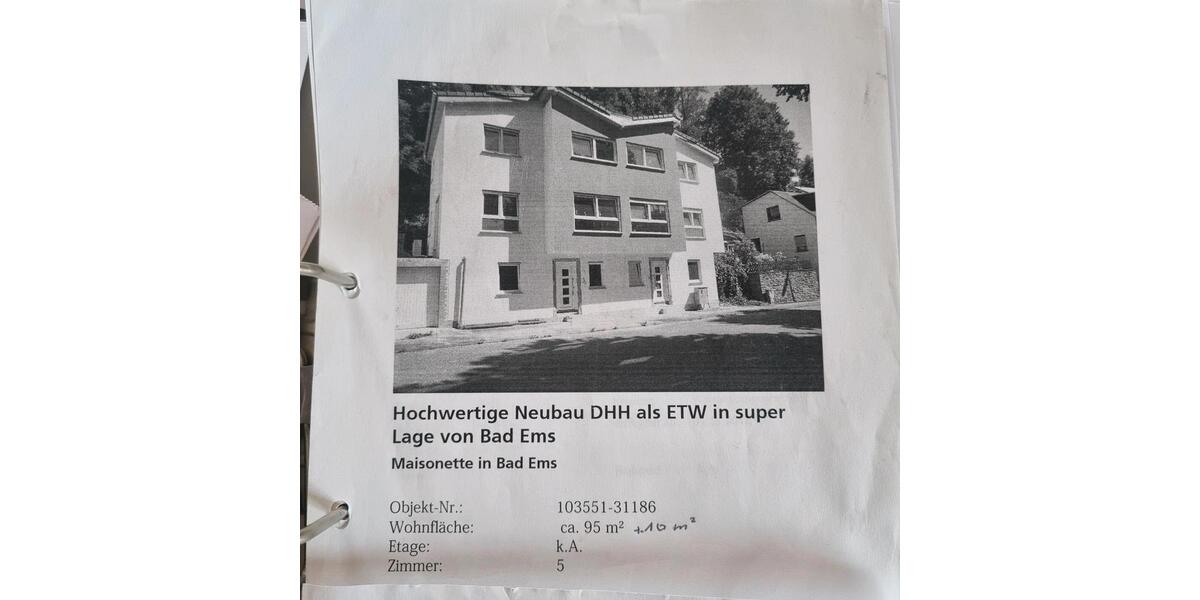 Hochwertige Neubau DHH als ETW in super
Lage von Bad Ems
Maisonette in Bad Ems
Objekt-Nr.: 103551-31186
Wohnfläche: ca. 95 m² +10 m²
Etage: k.A.
Zimmer: 5